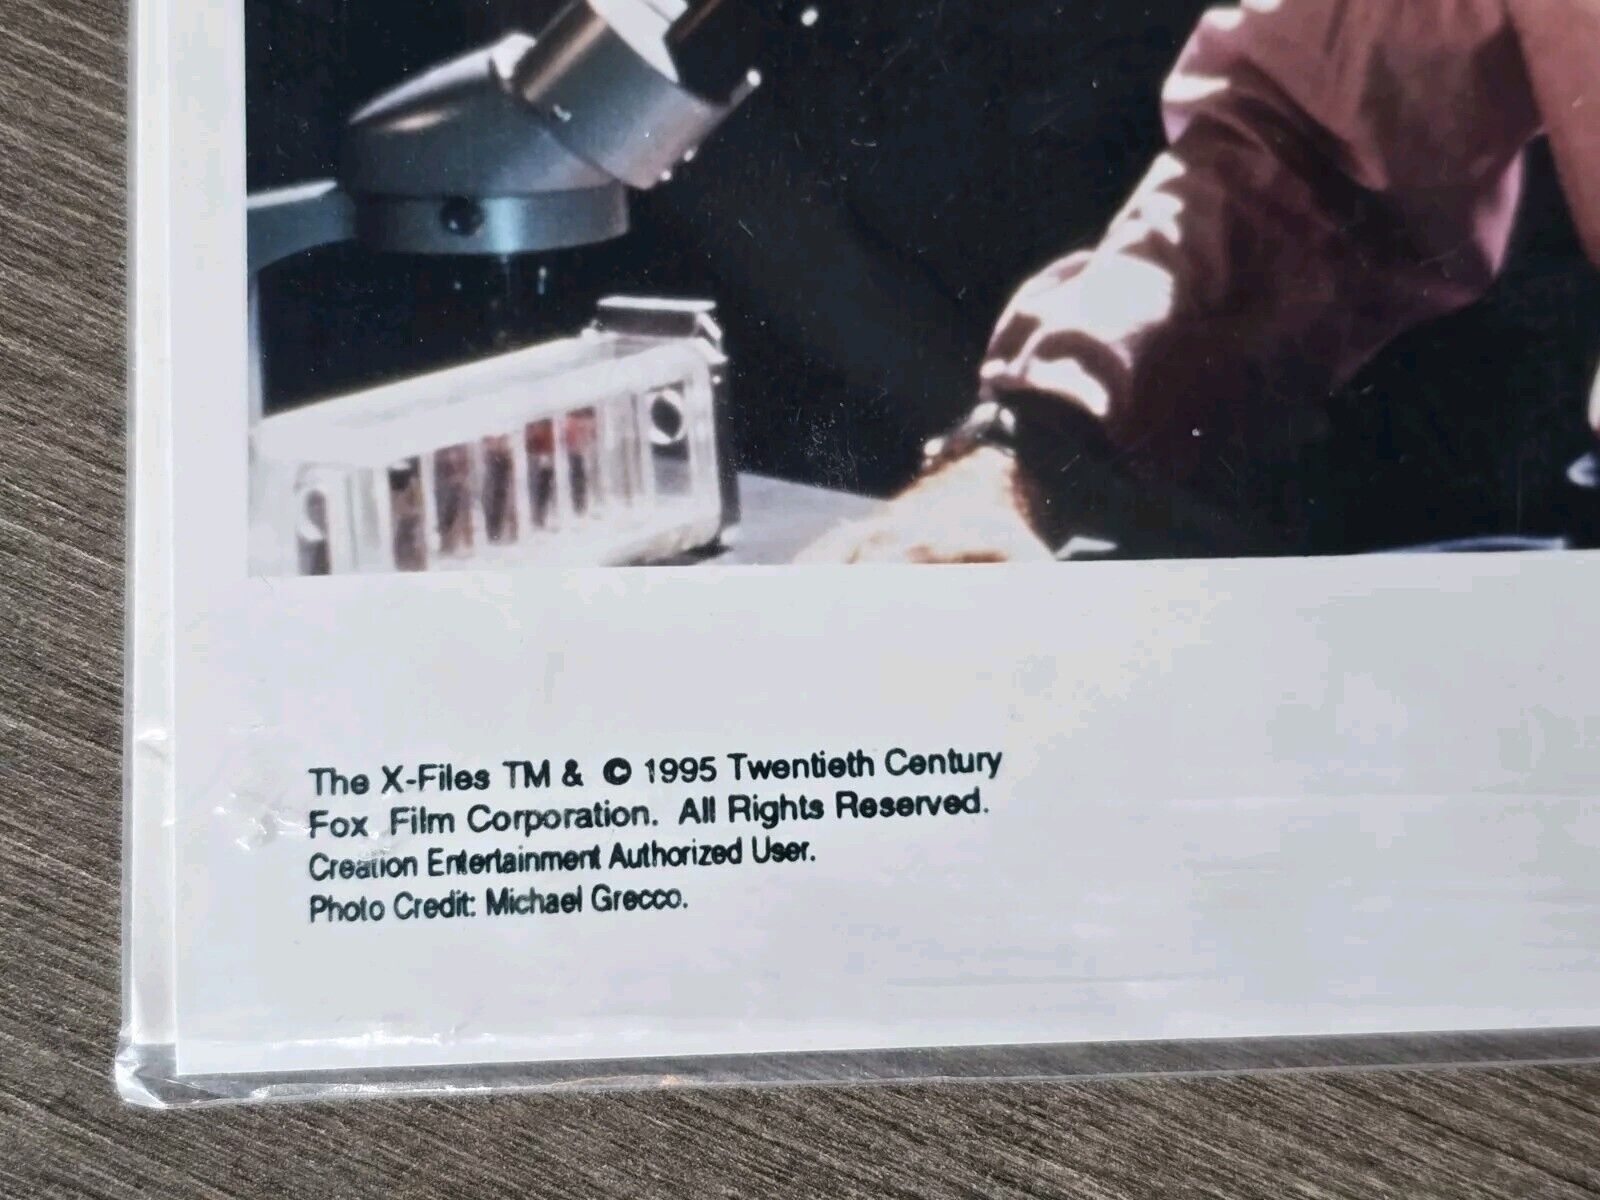 The X-Files TM & © 1995 Twentieth Century
Fox Film Corporation. All Rights Reserved.
Creation Entertainment Authorized User.
Photo Credit: Michael Grecco.